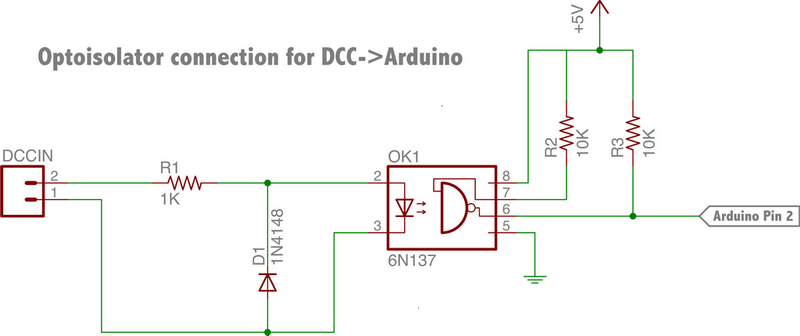 Optoisolator connection for DCC->Arduino
+5V
DCCIN
2
1
R1
1K
D1
1N4148
OK1
2
3
8
7
6
5
6N137
R2
10K
R3
10K
Arduino Pin 2